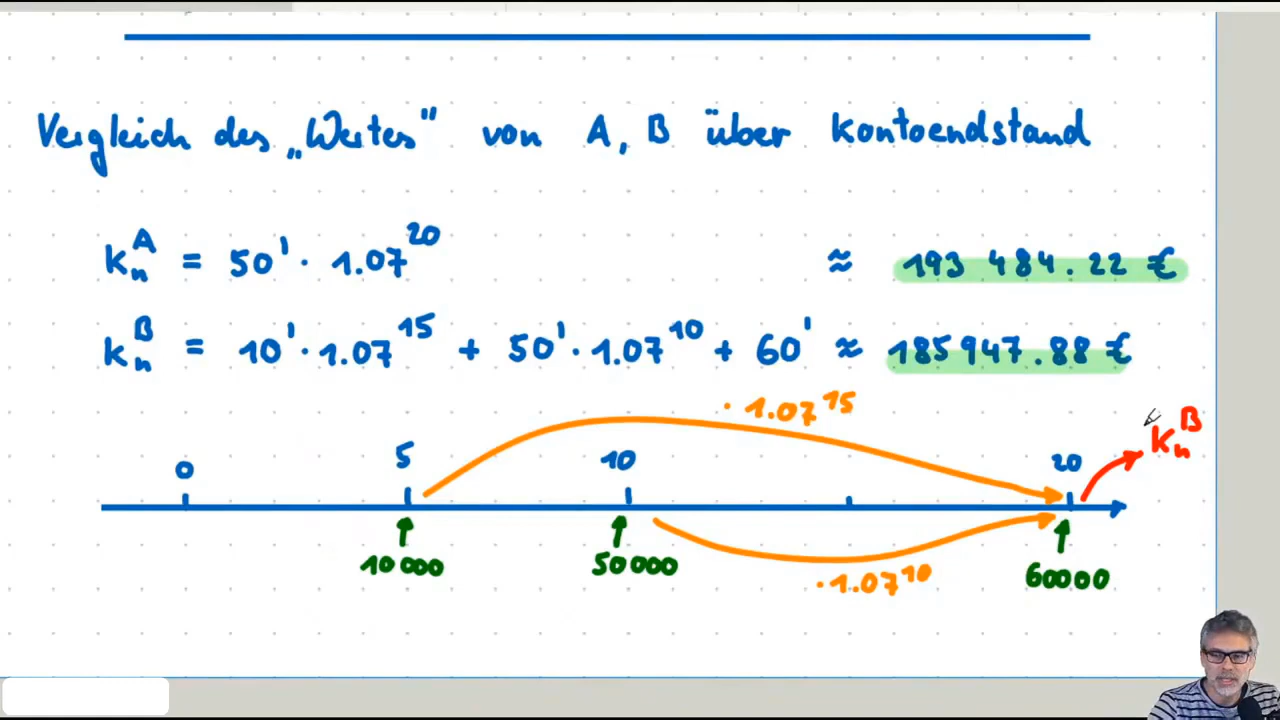 Vergleich des „Wertes" von A, B über Kontoendstand
K_n^A = 50' · 1.07^20 ≈ 193 484.22 €
K_n^B = 10' · 1.07^15 + 50' · 1.07^10 + 60' ≈ 185 947.88 €
· 1.07^15
K_n^B
0 5 10 20
10 000 50 000 60000
· 1.07^10